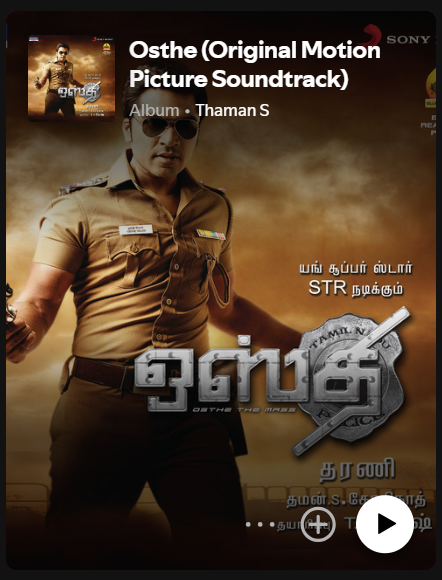 SONY
Osthe (Original Motion
Picture Soundtrack)
Album • Thaman S
யங் சூப்பர் ஸ்டார்
STR நடிக்கும்
TAMIL NADU
ஒஸ்தி
OSTHE THE MASS
POLICE
தரணி